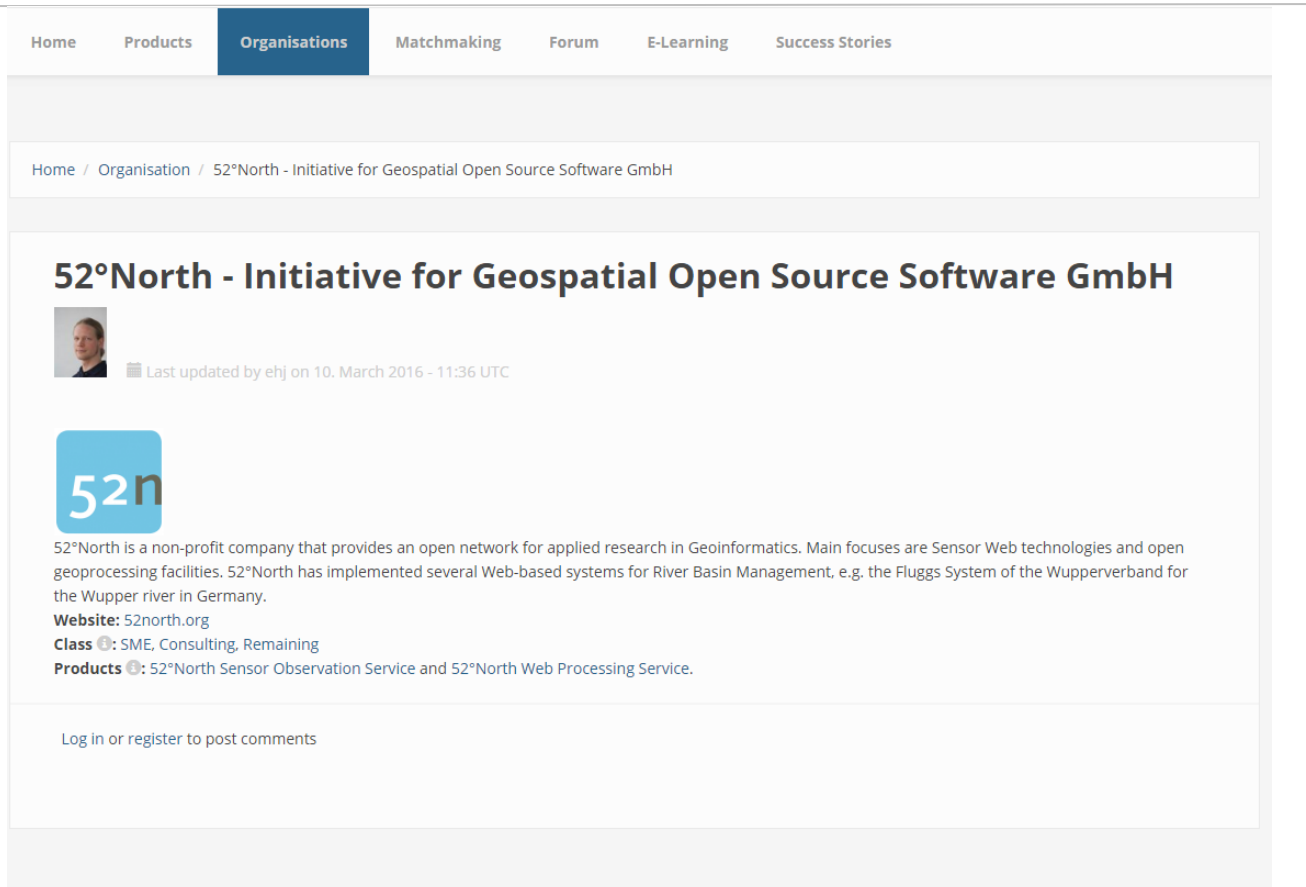 Home Products Organisations Matchmaking Forum E-Learning Success Stories
Home / Organisation / 52°North - Initiative for Geospatial Open Source Software GmbH
52°North - Initiative for Geospatial Open Source Software GmbH
Last updated by ehj on 10. March 2016 - 11:36 UTC
52n
52°North is a non-profit company that provides an open network for applied research in Geoinformatics. Main focuses are Sensor Web technologies and open
geoprocessing facilities. 52°North has implemented several Web-based systems for River Basin Management, e.g. the Fluggs System of the Wupperverband for
the Wupper river in Germany.
Website: 52north.org
Class i: SME, Consulting, Remaining
Products i: 52°North Sensor Observation Service and 52°North Web Processing Service.
Log in or register to post comments